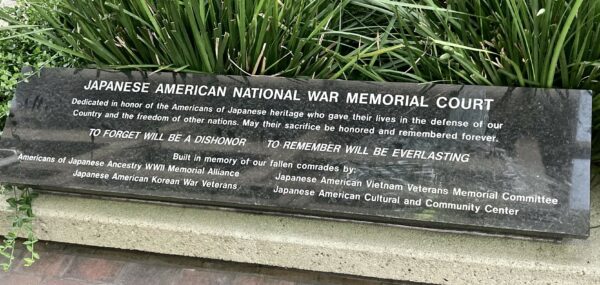 JAPANESE AMERICAN NATIONAL WAR MEMORIAL COURT
Dedicated in honor of the Americans of Japanese heritage who gave their lives in the defense of our
Country and the freedom of other nations. May their sacrifice be honored and remembered forever.
TO FORGET WILL BE A DISHONOR TO REMEMBER WILL BE EVERLASTING
Built in memory of our fallen comrades by:
Americans of Japanese Ancestry WWII Memorial Alliance
Japanese American Korean War Veterans
Japanese American Vietnam Veterans Memorial Committee
Japanese American Cultural and Community Center